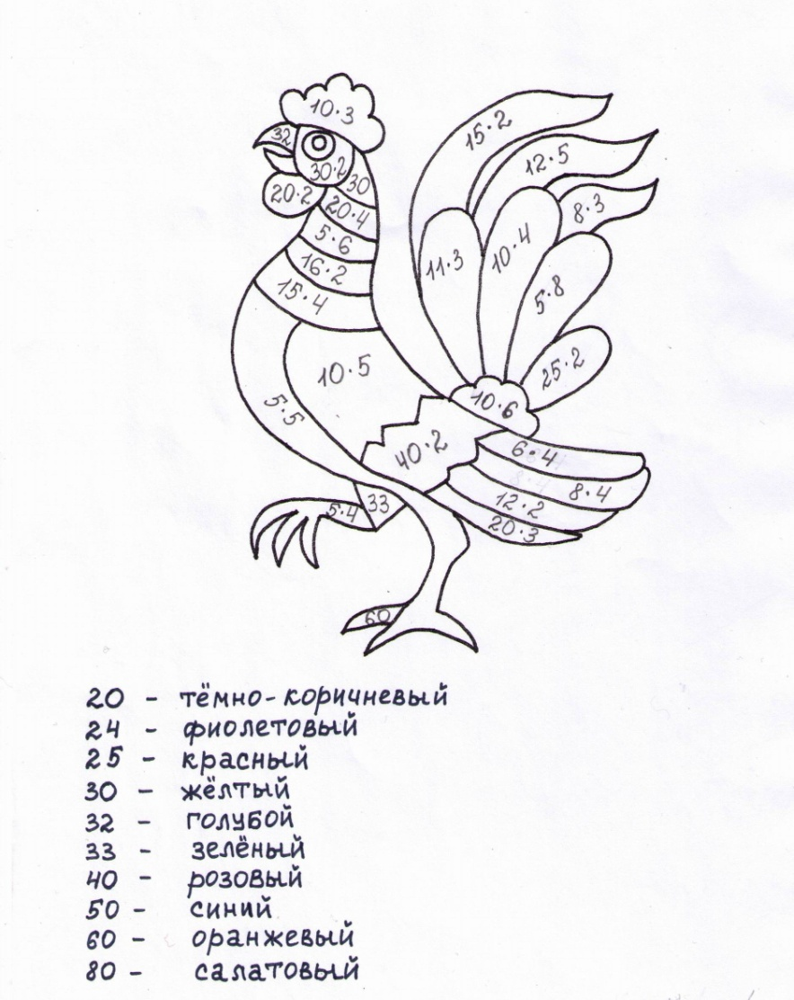 10·3
15·2
32
12·5
30·2
30
20·2
20·4
8·3
5·6
10·4
16·2
11·3
15·4
5·8
10·5
25·2
5·5
10·6
40·2
6·4
8·4
12·2
33
5·4
20·3
60
20 - тёмно-коричневый
24 - фиолетовый
25 - красный
30 - жёлтый
32 - голубой
33 - зелёный
40 - розовый
50 - синий
60 - оранжевый
80 - салатовый